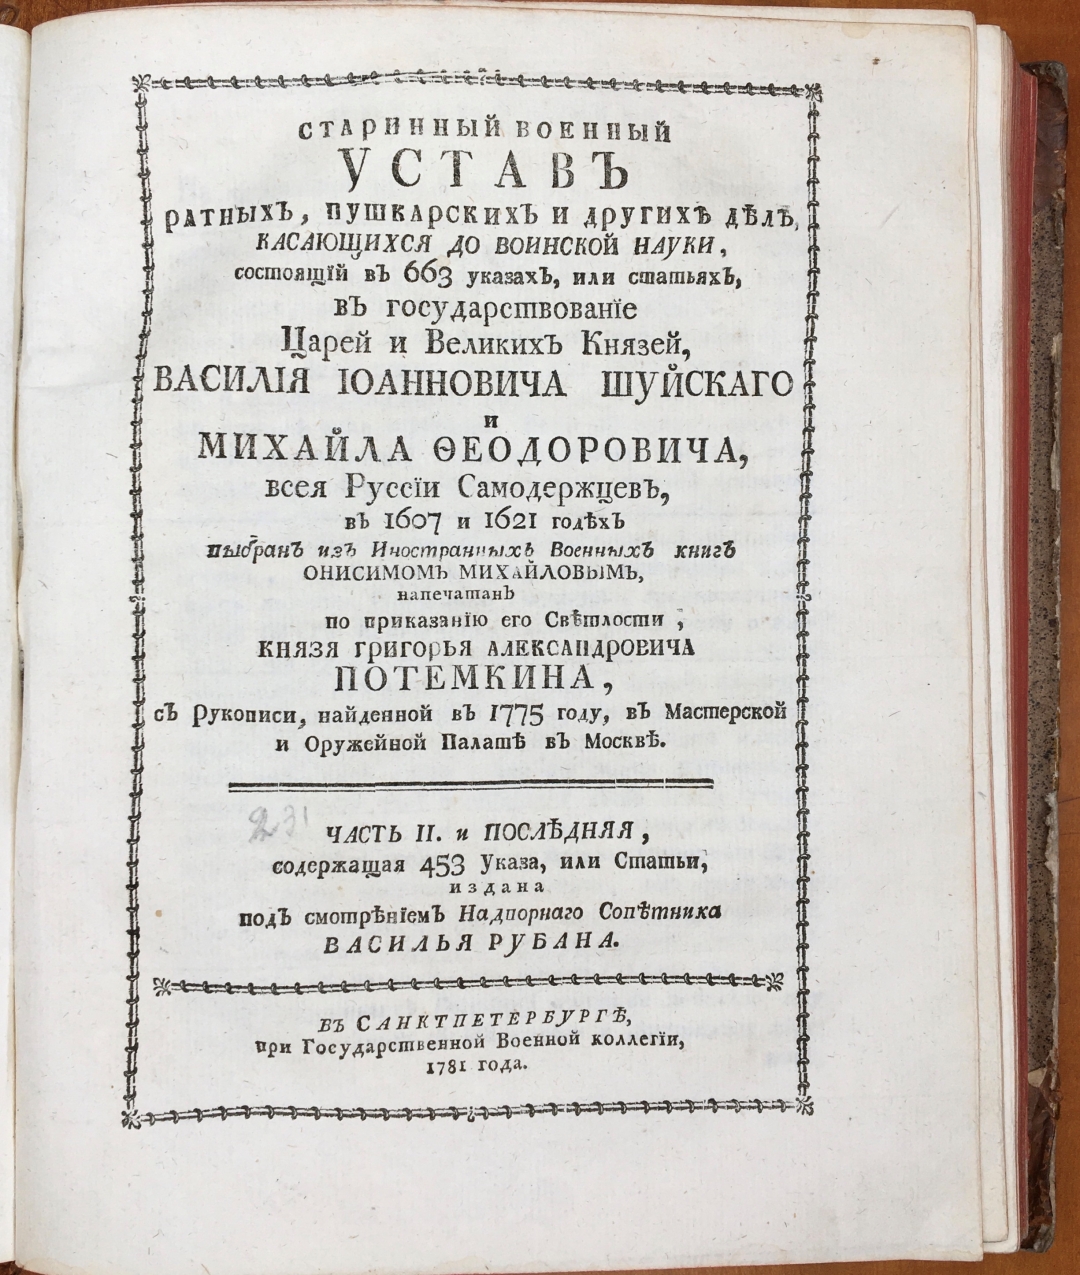 СТАРИННЫЙ ВОЕННЫЙ
УСТАВЪ
РАТНЫХЪ, ПУШКАРСКИХЪ И ДРУГИХЪ ДѢЛЪ,
КАСАЮЩИХСЯ ДО ВОИНСКОЙ НАУКИ,
состоящїй въ 663 указахъ, или статьяхъ,
въ государствованїе
Царей и Великихъ Князей,
ВАСИЛІЯ ІОАННОВИЧА ШУЙСКАГО
и
МИХАЙЛА ѲЕОДОРОВИЧА,
всея Руссїи Самодержцевъ,
въ 1607 и 1621 годѣхъ
выбранъ изъ Иностранныхъ Военныхъ книгъ
ОНИСИМОМЪ МИХАЙЛОВЫМЪ,
напечатанъ
по приказанїю его Свѣтлости,
КНЯЗЯ ГРИГОРЬЯ АЛЕКСАНДРОВИЧА
ПОТЕМКИНА,
съ Рукописи, найденной въ 1775 году, въ Мастерской
и Оружейной Палатѣ въ Москвѣ.
231
ЧАСТЬ II. и ПОСЛѢДНЯЯ,
содержащая 453 Указа, или Статьи,
издана
подъ смотрѣнїемъ Надворнаго Совѣтника
ВАСИЛЬЯ РУБАНА.
ВЪ САНКТПЕТЕРБУРГѢ,
при Государственной Военной коллегїи,
1781 года.